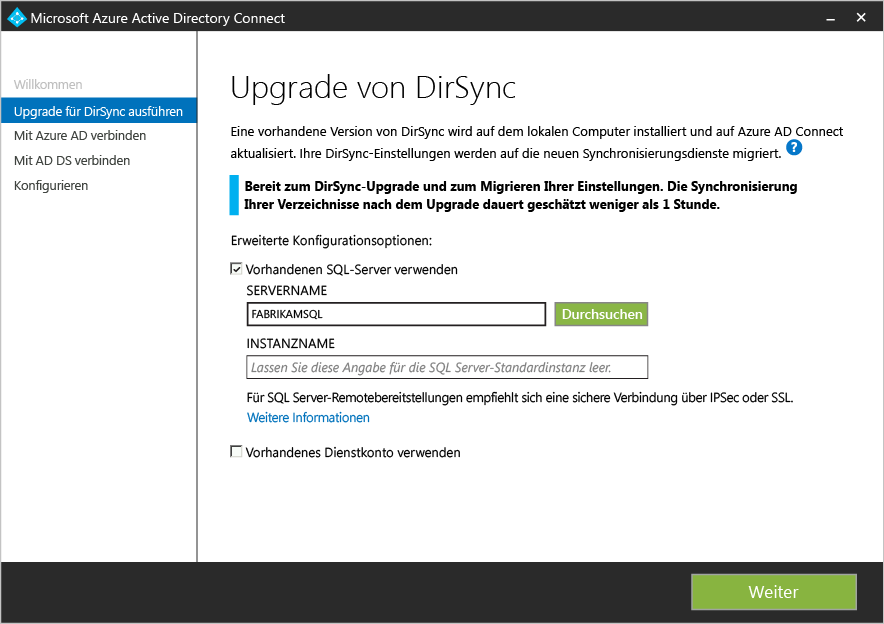 Microsoft Azure Active Directory Connect
Willkommen
Upgrade für DirSync ausführen
Mit Azure AD verbinden
Mit AD DS verbinden
Konfigurieren
Upgrade von DirSync
Eine vorhandene Version von DirSync wird auf dem lokalen Computer installiert und auf Azure AD Connect
aktualisiert. Ihre DirSync-Einstellungen werden auf die neuen Synchronisierungsdienste migriert. ?
Bereit zum DirSync-Upgrade und zum Migrieren Ihrer Einstellungen. Die Synchronisierung
Ihrer Verzeichnisse nach dem Upgrade dauert geschätzt weniger als 1 Stunde.
Erweiterte Konfigurationsoptionen:
Vorhandenen SQL-Server verwenden
SERVERNAME
FABRIKAMSQL
Durchsuchen
INSTANZNAME
Lassen Sie diese Angabe für die SQL Server-Standardinstanz leer.
Für SQL Server-Remotebereitstellungen empfiehlt sich eine sichere Verbindung über IPSec oder SSL.
Weitere Informationen
Vorhandenes Dienstkonto verwenden
Weiter